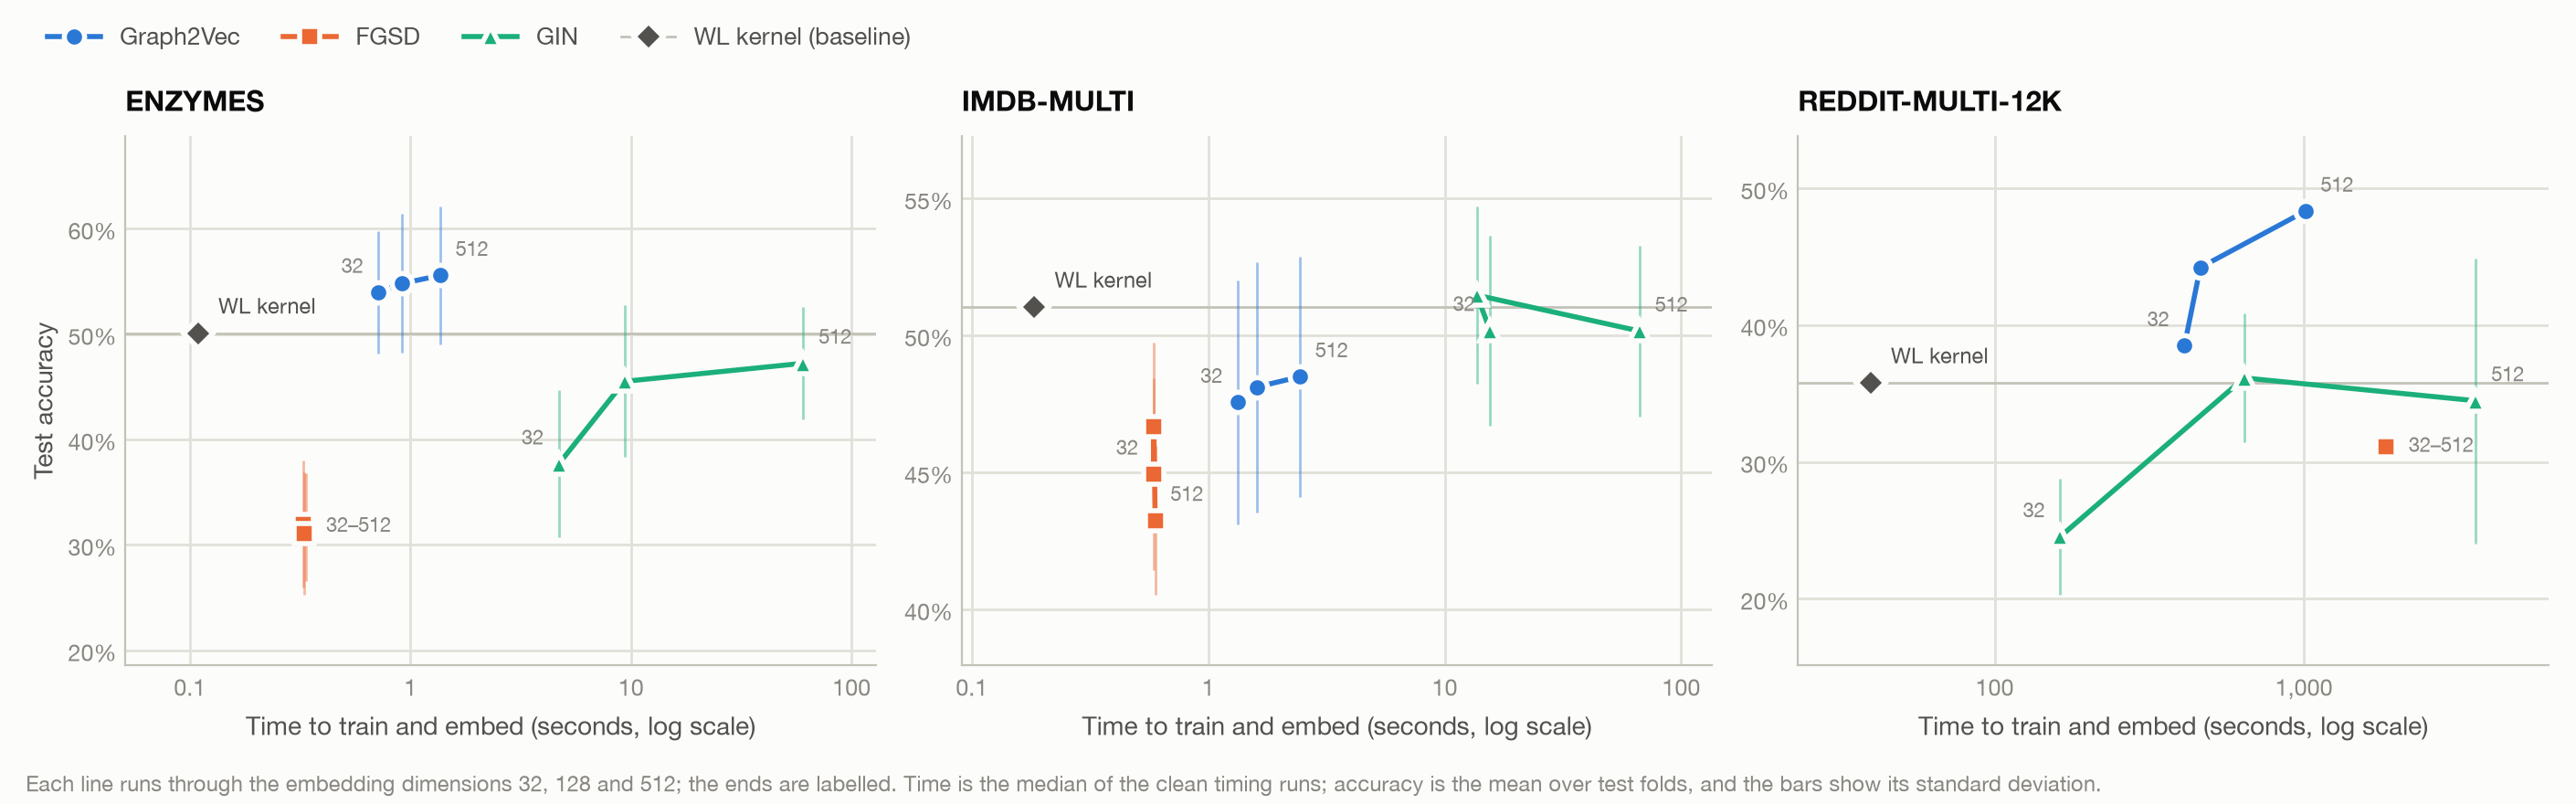 Graph2Vec FGSD GIN WL kernel (baseline)
ENZYMES
Test accuracy
60%
50%
40%
30%
20%
WL kernel
32
512
32
512
32–512
0.1 1 10 100
Time to train and embed (seconds, log scale)
IMDB-MULTI
55%
50%
45%
40%
WL kernel
32
512
32
512
32
512
0.1 1 10 100
Time to train and embed (seconds, log scale)
REDDIT-MULTI-12K
50%
40%
30%
20%
512
32
WL kernel
512
32–512
32
100 1,000
Time to train and embed (seconds, log scale)
Each line runs through the embedding dimensions 32, 128 and 512; the ends are labelled. Time is the median of the clean timing runs; accuracy is the mean over test folds, and the bars show its standard deviation.